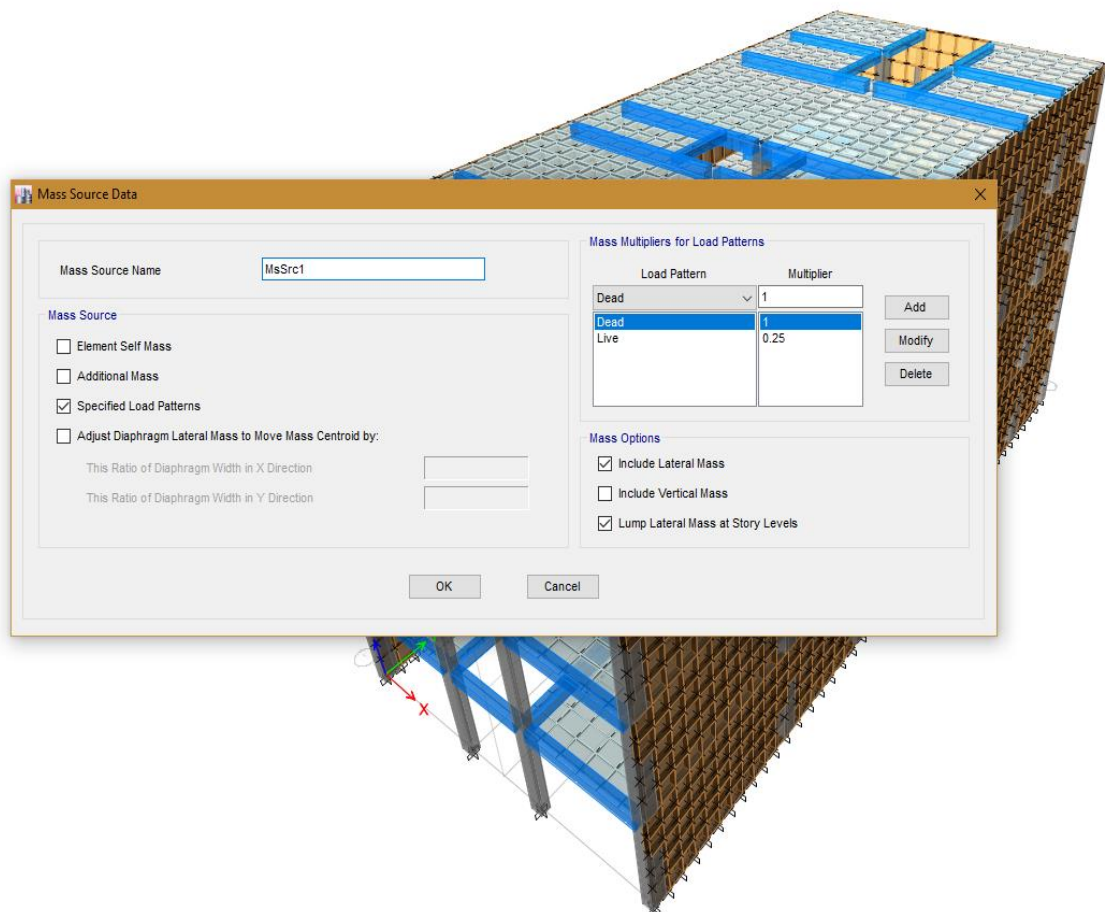 Mass Source Data
Mass Source Name MsSrc1
Mass Source
Element Self Mass
Additional Mass
Specified Load Patterns
Adjust Diaphragm Lateral Mass to Move Mass Centroid by:
This Ratio of Diaphragm Width in X Direction
This Ratio of Diaphragm Width in Y Direction
Mass Multipliers for Load Patterns
Load Pattern Multiplier
Dead 1
Dead 1
Live 0.25
Add
Modify
Delete
Mass Options
Include Lateral Mass
Include Vertical Mass
Lump Lateral Mass at Story Levels
OK Cancel
X